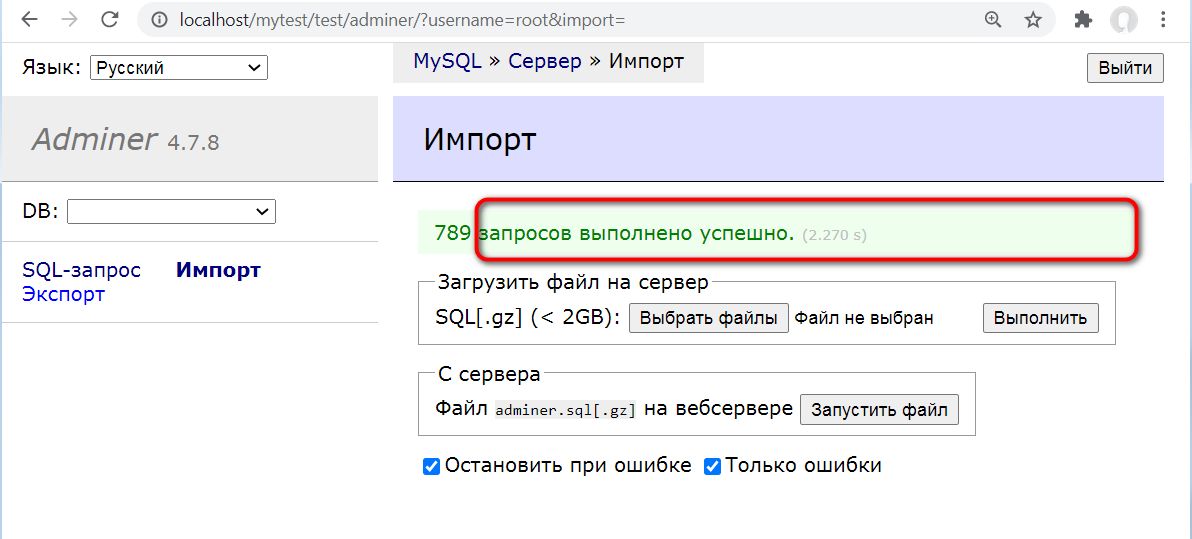 localhost/mytest/test/adminer/?username=root&import=
Язык: Русский
MySQL » Сервер » Импорт
Выйти
Adminer 4.7.8
Импорт
DB:
789 запросов выполнено успешно. (2.270 s)
SQL-запрос Импорт
Экспорт
Загрузить файл на сервер
SQL[.gz] (< 2GB): Выбрать файлы Файл не выбран Выполнить
С сервера
Файл adminer.sql[.gz] на вебсервере Запустить файл
Остановить при ошибке Только ошибки